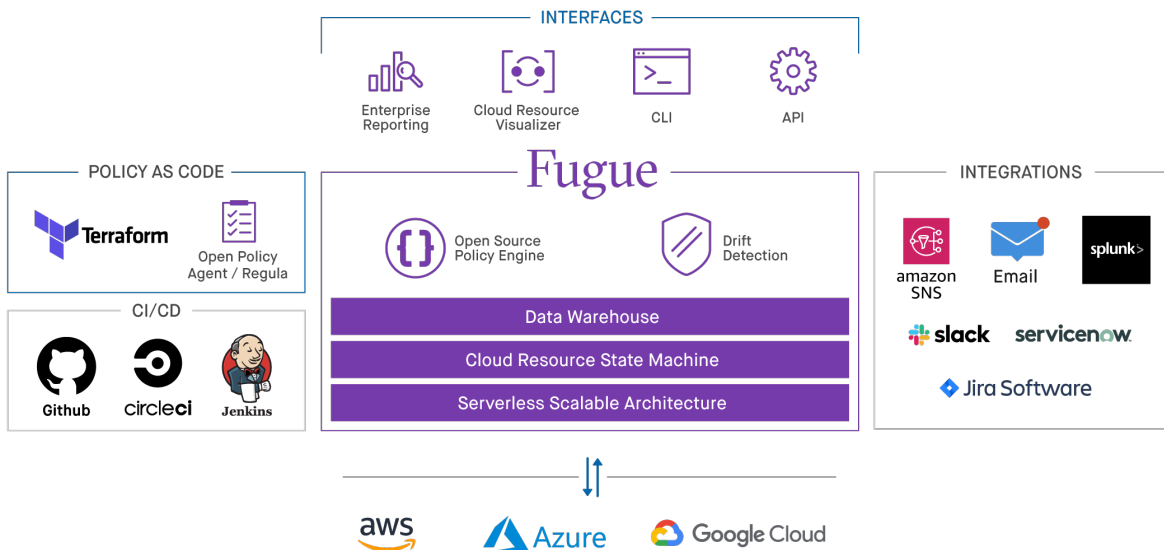 INTERFACES
Enterprise
Reporting
Cloud Resource
Visualizer
CLI
API
POLICY AS CODE
Terraform
Open Policy
Agent / Regula
CI/CD
Github
circleci
Jenkins
Fugue
Open Source
Policy Engine
Drift
Detection
Data Warehouse
Cloud Resource State Machine
Serverless Scalable Architecture
INTEGRATIONS
amazon
SNS
Email
splunk>
slack
servicenow.
Jira Software
aws
Azure
Google Cloud